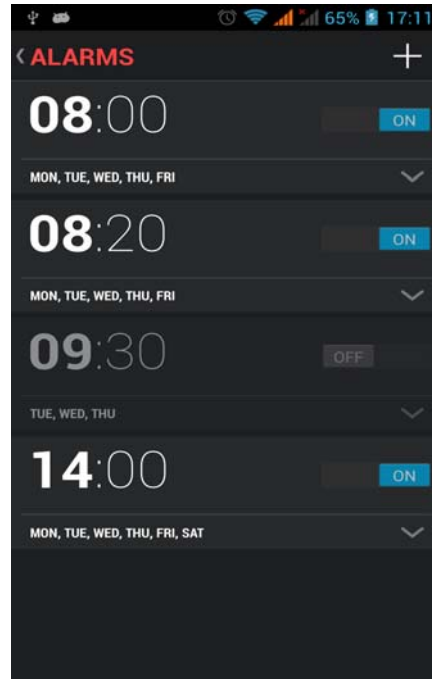 65% 17:11
ALARMS
08:00
ON
MON, TUE, WED, THU, FRI
08:20
ON
MON, TUE, WED, THU, FRI
09:30
OFF
TUE, WED, THU
14:00
ON
MON, TUE, WED, THU, FRI, SAT